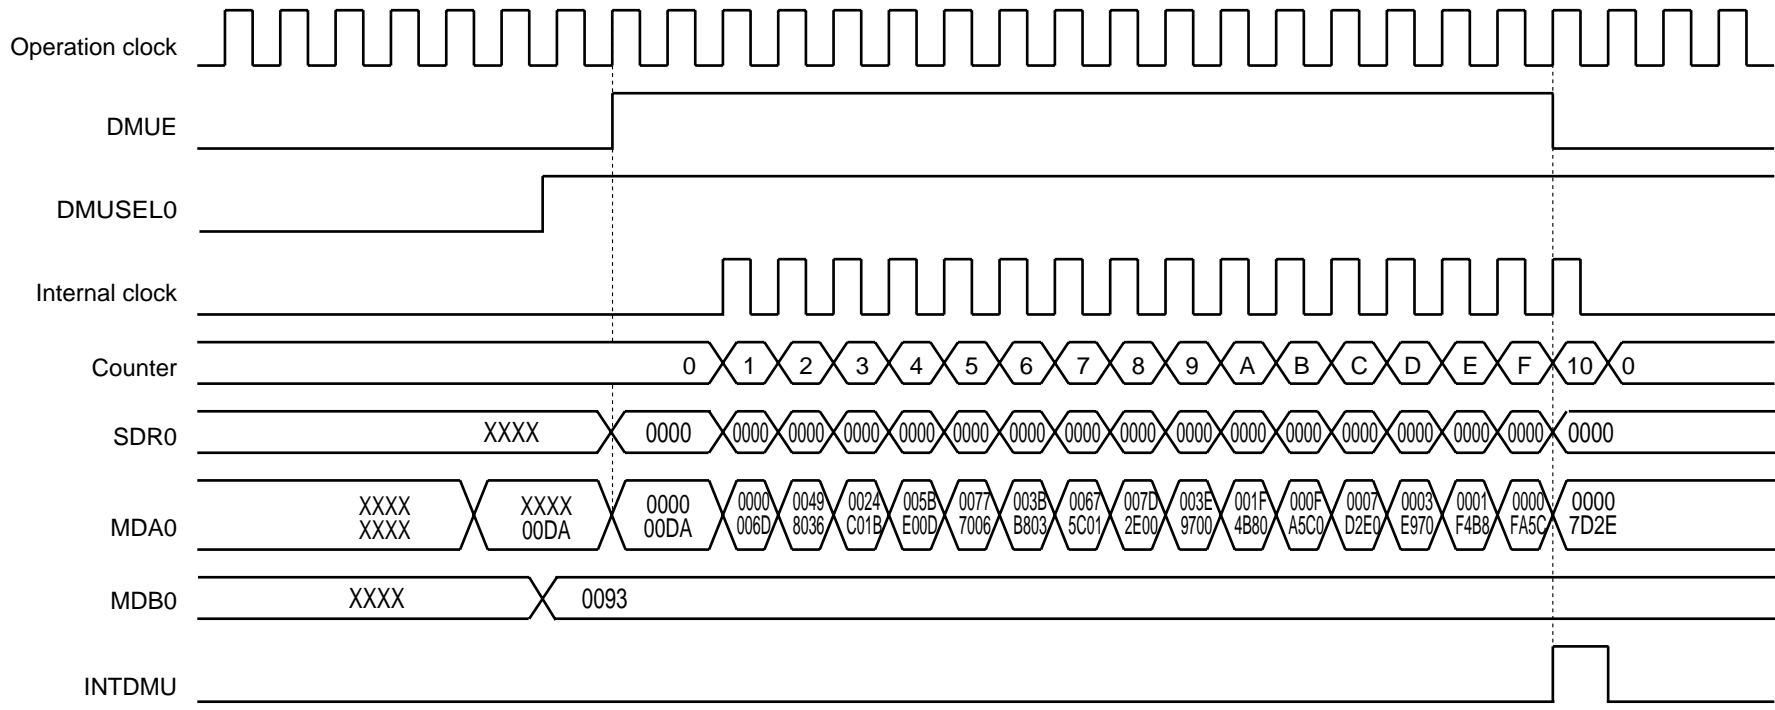 Operation clock
DMUE
DMUSEL0
Internal clock
Counter 0 1 2 3 4 5 6 7 8 9 A B C D E F 10 0
SDR0 XXXX 0000 0000 0000 0000 0000 0000 0000 0000 0000 0000 0000 0000 0000 0000 0000 0000 0000
XXXX XXXX 0000 0000 0049 0024 005B 0077 003B 0067 007D 003E 001F 000F 0007 0003 0001 0000 0000
MDA0 XXXX 00DA 00DA 006D 8036 C01B E00D 7006 B803 5C01 2E00 9700 4B80 A5C0 D2E0 E970 F4B8 FA5C 7D2E
MDB0 XXXX 0093
INTDMU